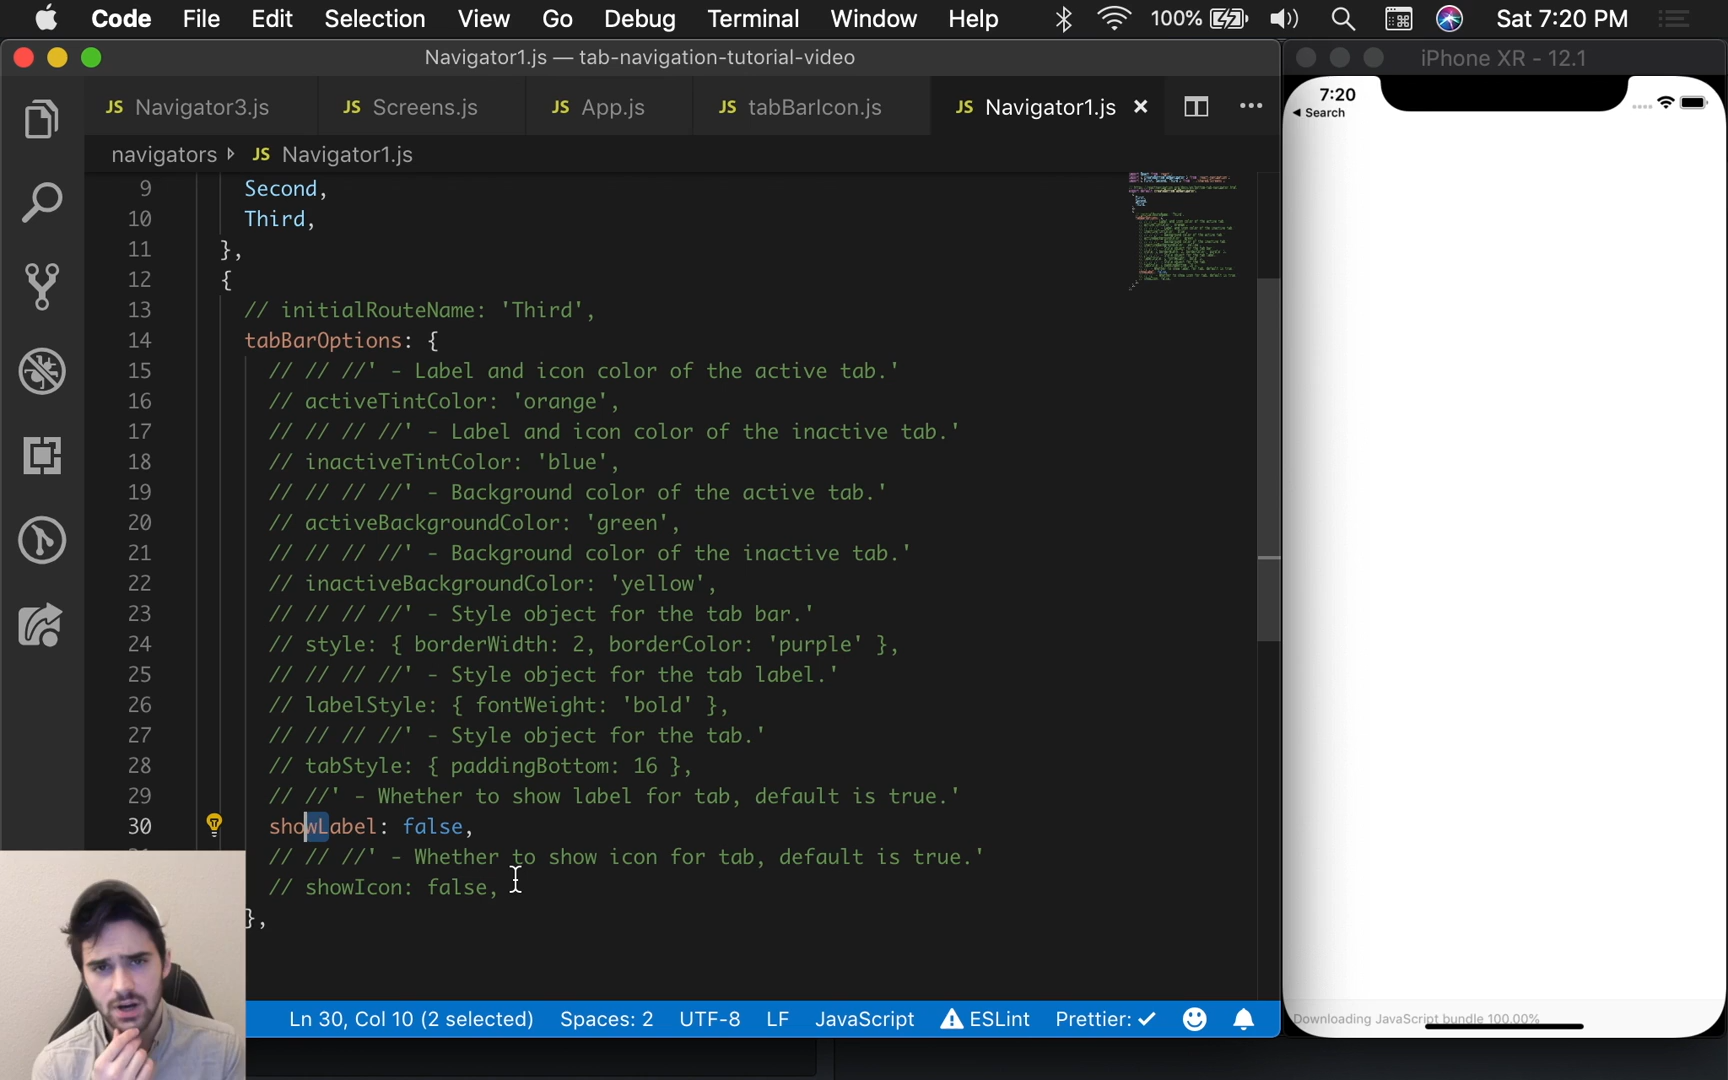 Code File Edit Selection View Go Debug Terminal Window Help 100% Sat 7:20 PM
Navigator1.js — tab-navigation-tutorial-video
iPhone XR - 12.1
JS Navigator3.js JS Screens.js JS App.js JS tabBarIcon.js JS Navigator1.js
7:20
Search
navigators JS Navigator1.js
9 Second,
10 Third,
11 },
12 {
13 // initialRouteName: 'Third',
14 tabBarOptions: {
15 // // //' - Label and icon color of the active tab.'
16 // activeTintColor: 'orange',
17 // // // //' - Label and icon color of the inactive tab.'
18 // inactiveTintColor: 'blue',
19 // // // //' - Background color of the active tab.'
20 // activeBackgroundColor: 'green',
21 // // // //' - Background color of the inactive tab.'
22 // inactiveBackgroundColor: 'yellow',
23 // // // //' - Style object for the tab bar.'
24 // style: { borderWidth: 2, borderColor: 'purple' },
25 // // // //' - Style object for the tab label.'
26 // labelStyle: { fontWeight: 'bold' },
27 // // // //' - Style object for the tab.'
28 // tabStyle: { paddingBottom: 16 },
29 // //' - Whether to show label for tab, default is true.'
30 showLabel: false,
// // //' - Whether to show icon for tab, default is true.'
// showIcon: false,
},
Ln 30, Col 10 (2 selected) Spaces: 2 UTF-8 LF JavaScript ESLint Prettier: ✓
Downloading JavaScript bundle 100.00%